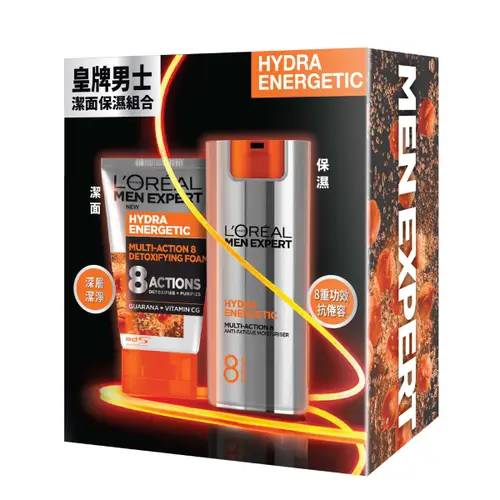 皇牌男士
潔面保濕組合
HYDRA
ENERGETIC
潔面
L'ORÉAL
MEN EXPERT
NEW
HYDRA
ENERGETIC
MULTI-ACTION 8
DETOXIFYING FOAM
8 ACTIONS
DETOXIFIES + PURIFIES
GUARANA + VITAMIN CG
深層
潔淨
保濕
L'ORÉAL
MEN EXPERT
HYDRA
ENERGETIC
MULTI-ACTION 8
ANTI-FATIGUE MOISTURISER
8
8重功效
抗倦容
MEN EXPERT